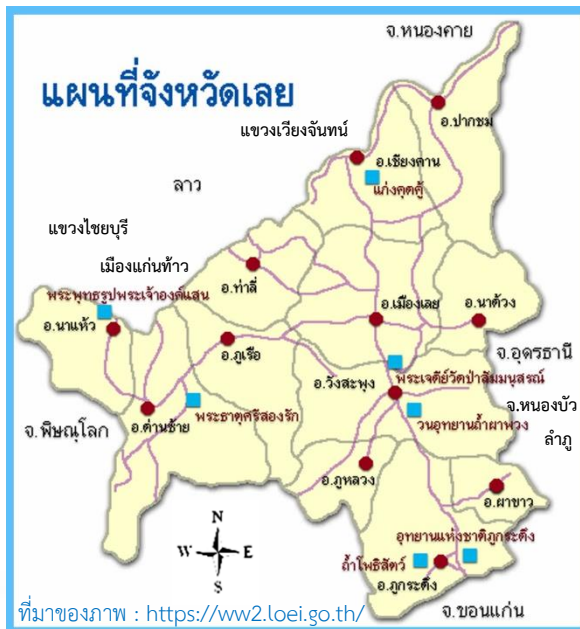 จ.หนองคาย
แผนที่จังหวัดเลย
อ.ปากชม
แขวงเวียงจันทน์
อ.เชียงคาน
แก่งคุดคู้
ลาว
แขวงไชยบุรี
เมืองแก่นท้าว
อ.ท่าลี่
พระพุทธรูปพระเจ้าองค์แสน
อ.นาแห้ว
อ.เมืองเลย
อ.นาด้วง
อ.ภูเรือ
จ.อุดรธานี
อ.วังสะพุง
พระเจดีย์วัดป่าสัมมนุสรณ์
จ.หนองบัว
ลำภู
พระธาตุศรีสองรัก
วนอุทยานถ้ำผาพวง
อ.ด่านซ้าย
จ.พิษณุโลก
อ.ภูหลวง
อ.ผาขาว
N
W E
S
อุทยานแห่งชาติภูกระดึง
ถ้ำโพธิสัตว์
อ.ภูกระดึง
จ.ขอนแก่น
ที่มาของภาพ : https://ww2.loei.go.th/